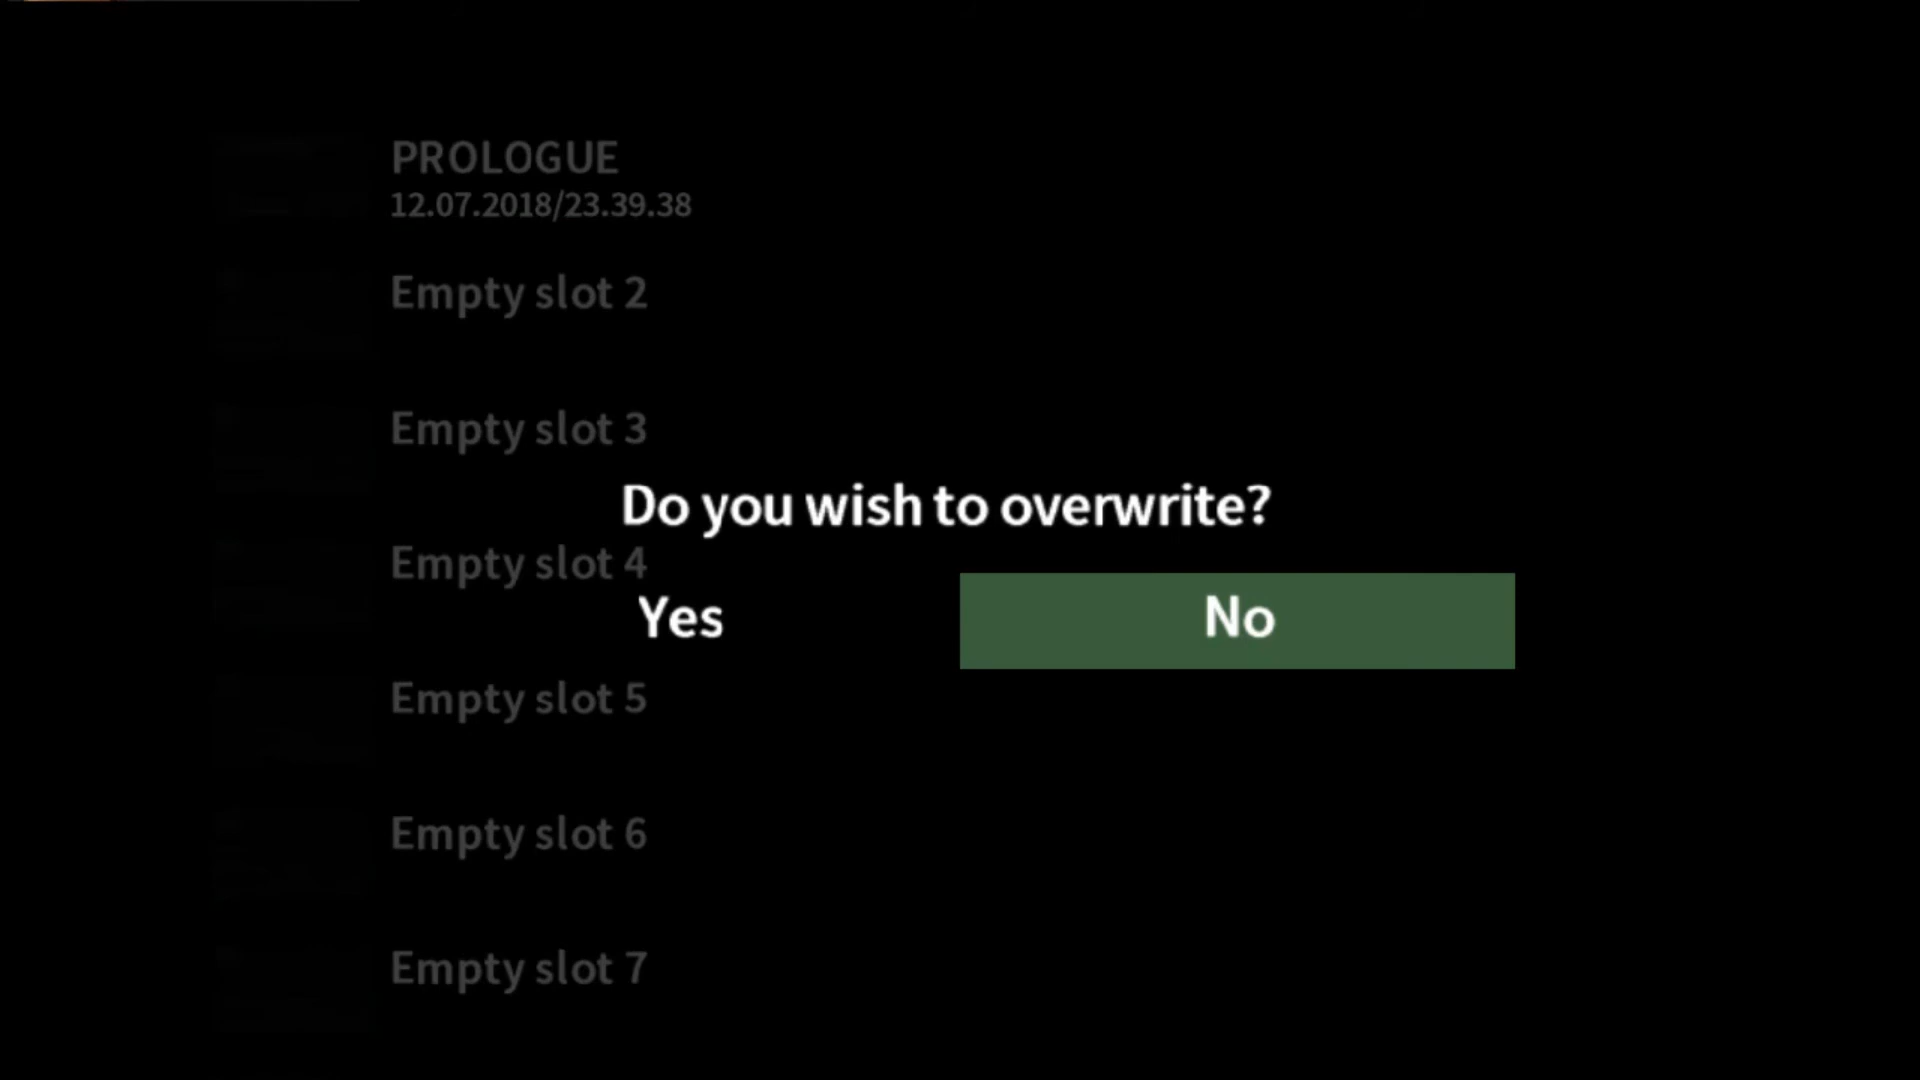 PROLOGUE
12.07.2018/23.39.38
Empty slot 2
Empty slot 3
Do you wish to overwrite?
Empty slot 4
Yes No
Empty slot 5
Empty slot 6
Empty slot 7